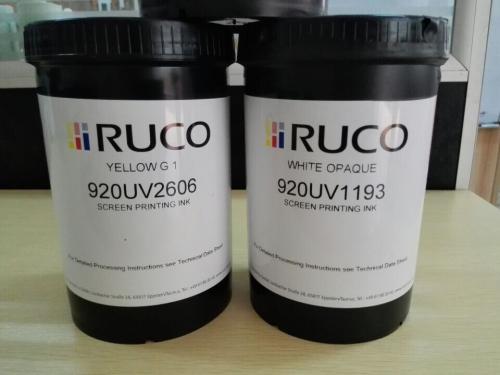 RUCO
YELLOW G 1
920UV2606
SCREEN PRINTING INK
For Detailed Processing Instructions see Technical Data Sheet
RUCO
WHITE OPAQUE
920UV1193
SCREEN PRINTING INK
For Detailed Processing Instructions see Technical Data Sheet